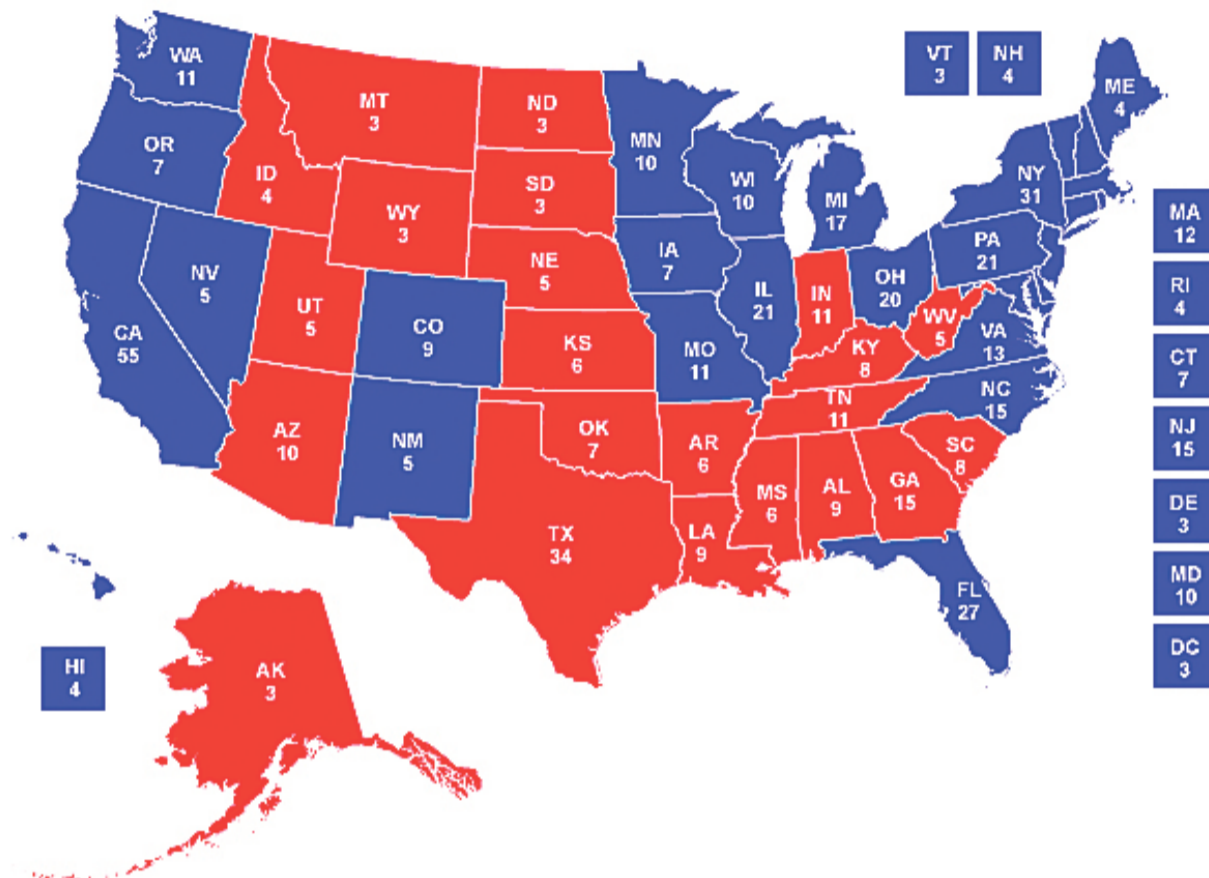 VT
3
NH
4
WA
11
ME
4
MT
3
ND
3
OR
7
MN
10
ID
4
SD
3
WI
10
NY
31
MI
17
WY
3
MA
12
PA
21
NV
5
NE
5
IA
7
OH
20
RI
4
IL
21
IN
11
UT
5
CO
9
WV
5
VA
13
CA
55
KS
6
MO
11
KY
8
CT
7
NC
15
TN
11
AZ
10
NM
5
OK
7
AR
6
SC
8
NJ
15
MS
6
AL
9
GA
15
DE
3
TX
34
LA
9
MD
10
FL
27
HI
4
AK
3
DC
3